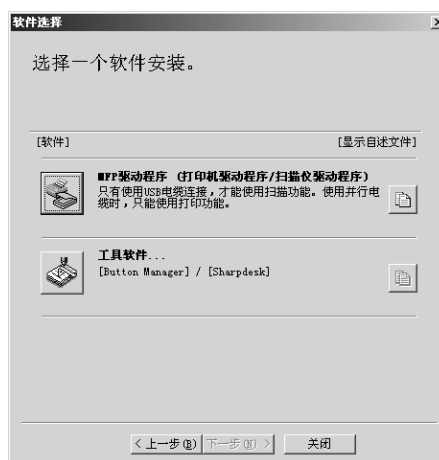 软件选择
选择一个软件安装。
[软件] [显示自述文件]
MFP驱动程序 (打印机驱动程序/扫描仪驱动程序)
只有使用USB电缆连接,才能使用扫描功能。使用并行电
缆时,只能使用打印功能。
工具软件...
[Button Manager] / [Sharpdesk]
< 上一步(B) 下一步(N) > 关闭